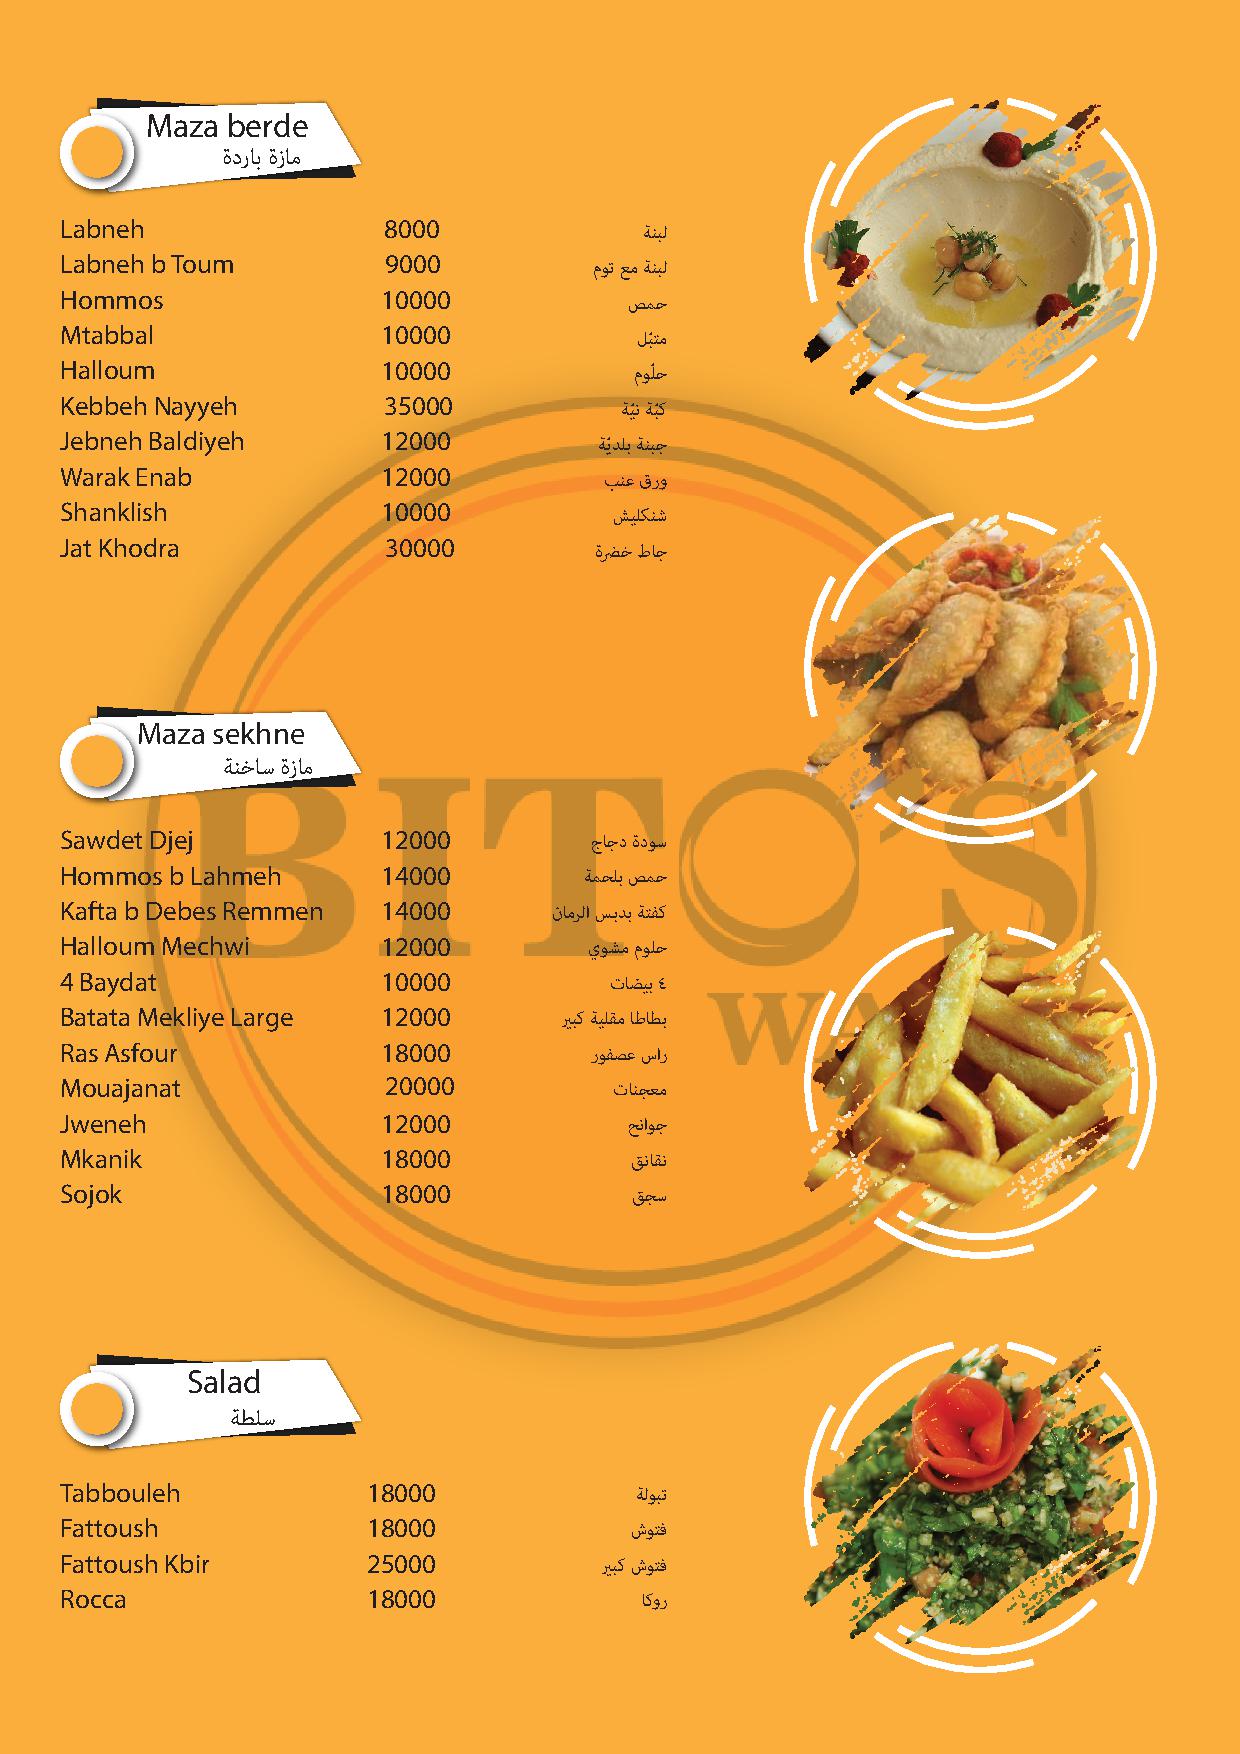 Maza berde
مازة باردة
Labneh 8000 لبنة
Labneh b Toum 9000 لبنة مع توم
Hommos 10000 حمص
Mtabbal 10000 متبّل
Halloum 10000 حلّوم
Kebbeh Nayyeh 35000 كبّة نيّة
Jebneh Baldiyeh 12000 جبنة بلديّة
Warak Enab 12000 ورق عنب
Shanklish 10000 شنكليش
Jat Khodra 30000 جاط خضرة
Maza sekhne
مازة ساخنة
BITO'S
Sawdet Djej 12000 سودة دجاج
Hommos b Lahmeh 14000 حمص بلحمة
Kafta b Debes Remmen 14000 كفتة بدبس الرمان
Halloum Mechwi 12000 حلوم مشوي
4 Baydat 10000 ٤ بيضات
Batata Mekliye Large 12000 بطاطا مقلية كبير
Ras Asfour 18000 راس عصفور
Mouajanat 20000 معجنات
Jweneh 12000 جوانح
Mkanik 18000 نقانق
Sojok 18000 سجق
Salad
سلطة
Tabbouleh 18000 تبولة
Fattoush 18000 فتوش
Fattoush Kbir 25000 فتوش كبير
Rocca 18000 روكا